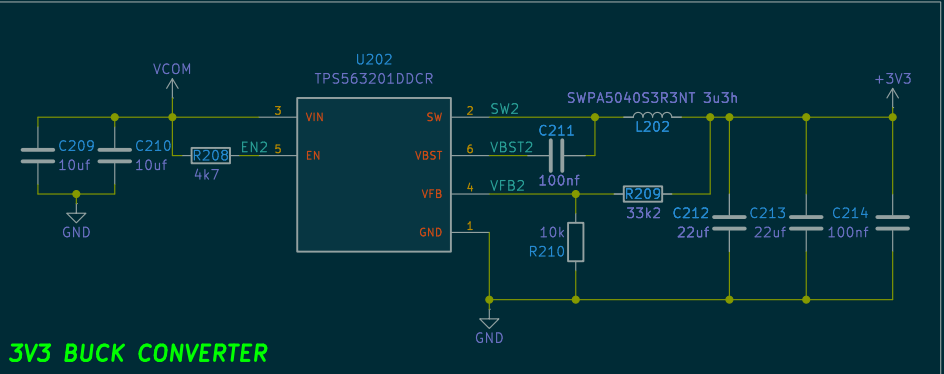 U202
TPS563201DDCR
VCOM
+3V3
SWPA5040S3R3NT 3u3h
3
VIN
SW
2
SW2
L202
C211
C209
10uf
C210
10uf
R208
4k7
EN2
5
EN
VBST
6
VBST2
100nf
VFB
4
VFB2
R209
33k2
C212
22uf
C213
22uf
C214
100nf
GND
GND
1
10k
R210
GND
3V3 BUCK CONVERTER